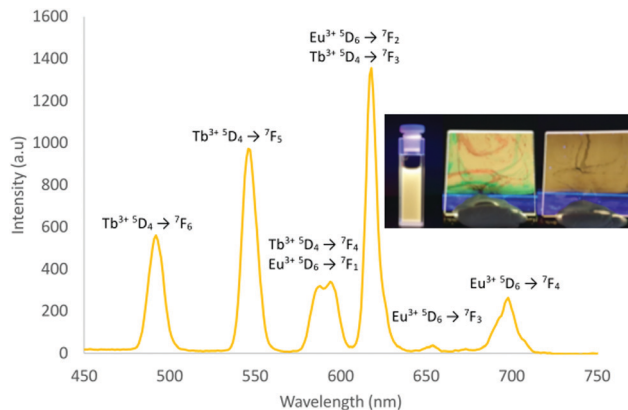 1600
1400
1200
1000
800
600
400
200
0
Intensity (a.u)
Eu³⁺ ⁵D₆ → ⁷F₂
Tb³⁺ ⁵D₄ → ⁷F₃
Tb³⁺ ⁵D₄ → ⁷F₅
Tb³⁺ ⁵D₄ → ⁷F₆
Tb³⁺ ⁵D₄ → ⁷F₄
Eu³⁺ ⁵D₆ → ⁷F₁
Eu³⁺ ⁵D₆ → ⁷F₃
Eu³⁺ ⁵D₆ → ⁷F₄
450 500 550 600 650 700 750
Wavelength (nm)